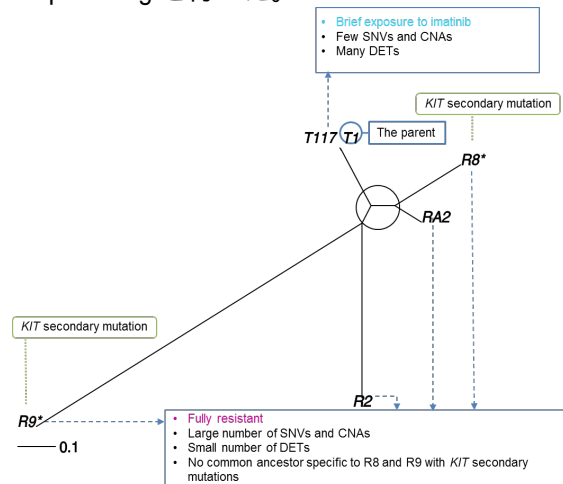 • Brief exposure to imatinib
• Few SNVs and CNAs
• Many DETs
KIT secondary mutation
T117 T1
The parent
R8*
RA2
KIT secondary mutation
R2
R9*
0.1
• Fully resistant
• Large number of SNVs and CNAs
• Small number of DETs
• No common ancestor specific to R8 and R9 with KIT secondary
mutations